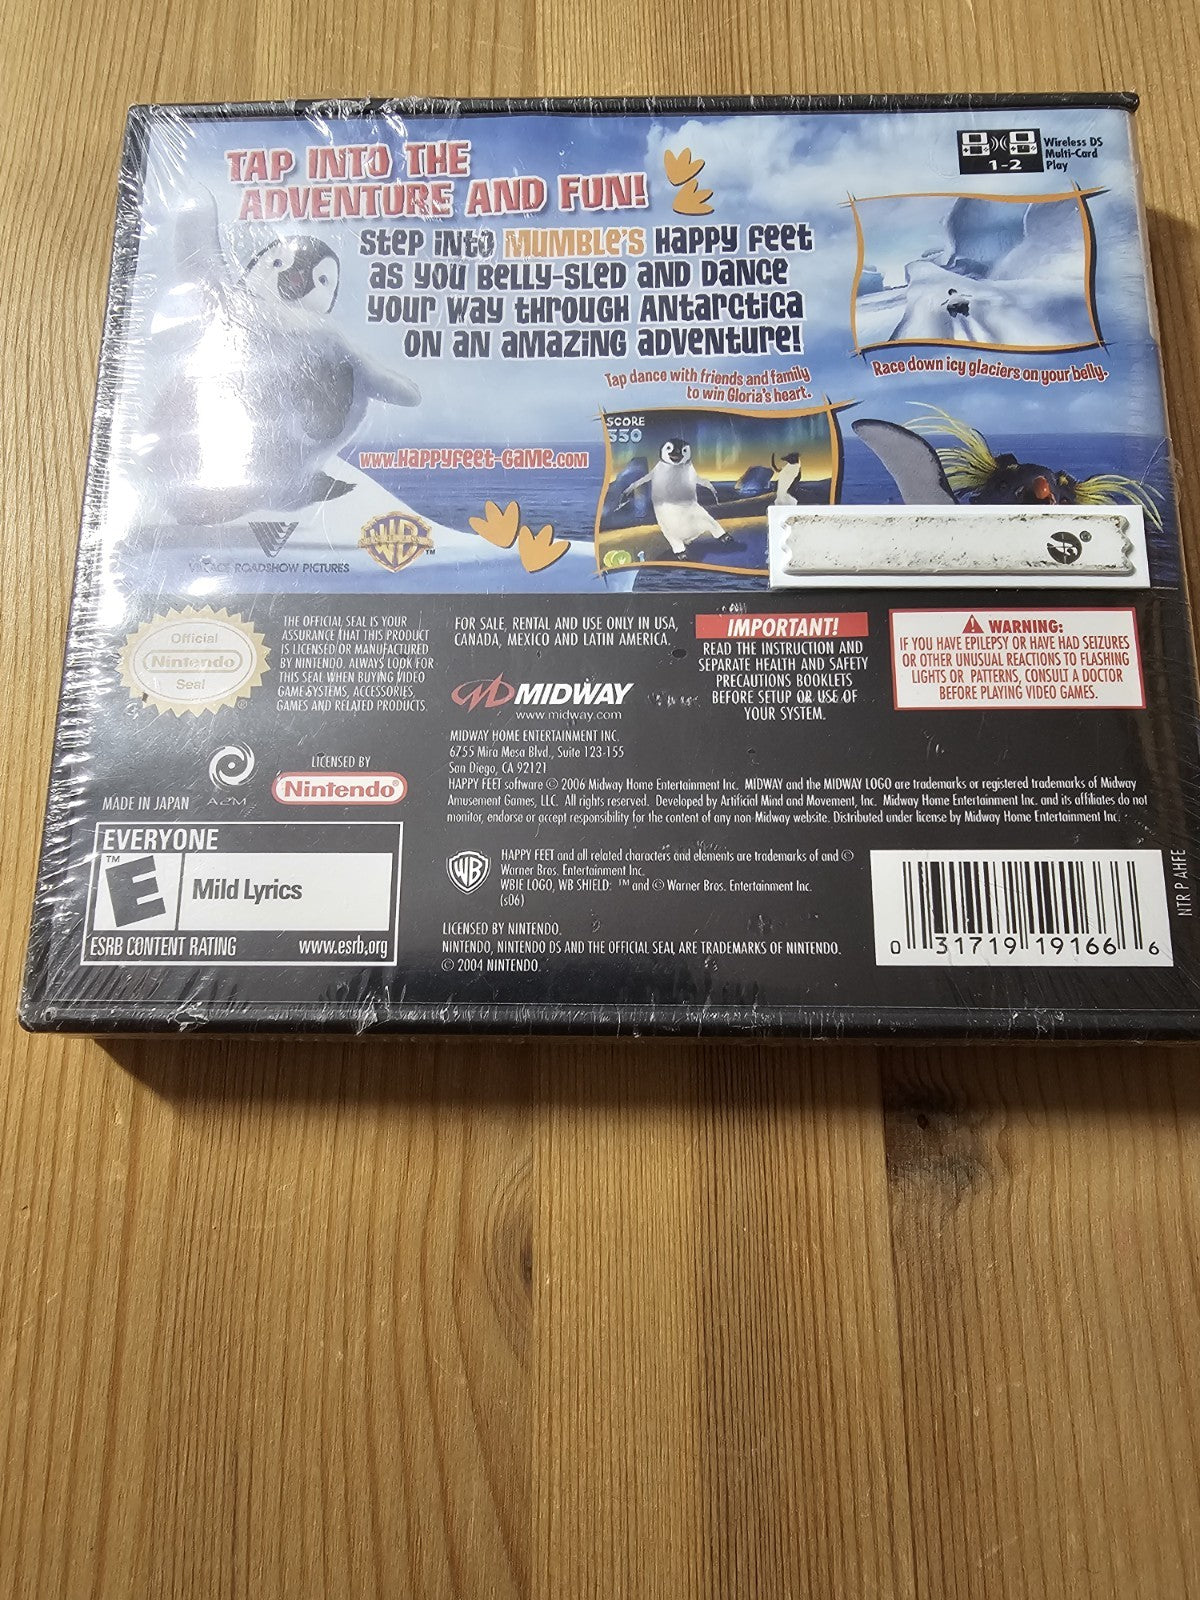 TAP INTO THE
ADVENTURE AND FUN!
STEP INTO MUMBLE'S HAPPY FEET
AS YOU BELLY-SLED AND DANCE
YOUR WAY THROUGH ANTARCTICA
ON AN AMAZING ADVENTURE!
Wireless DS
Multi-Card
Play
1-2
Race down icy glaciers on your belly.
Tap dance with friends and family
to win Gloria's heart.
SCORE
550
1
www.HAPPYFEET-GAME.com
VILLAGE ROADSHOW PICTURES
WB
TM
Official
Nintendo
Seal
THE OFFICIAL SEAL IS YOUR
ASSURANCE THAT THIS PRODUCT
IS LICENSED OR MANUFACTURED
BY NINTENDO. ALWAYS LOOK FOR
THIS SEAL WHEN BUYING VIDEO
GAME SYSTEMS, ACCESSORIES,
GAMES AND RELATED PRODUCTS.
FOR SALE, RENTAL AND USE ONLY IN USA,
CANADA, MEXICO AND LATIN AMERICA.
MIDWAY
www.midway.com
IMPORTANT!
READ THE INSTRUCTION AND
SEPARATE HEALTH AND SAFETY
PRECAUTIONS BOOKLETS
BEFORE SETUP OR USE OF
YOUR SYSTEM.
WARNING:
IF YOU HAVE EPILEPSY OR HAVE HAD SEIZURES
OR OTHER UNUSUAL REACTIONS TO FLASHING
LIGHTS OR PATTERNS, CONSULT A DOCTOR
BEFORE PLAYING VIDEO GAMES.
MADE IN JAPAN
A2M
LICENSED BY
Nintendo®
MIDWAY HOME ENTERTAINMENT INC.
6755 Mira Mesa Blvd., Suite 123-155
San Diego, CA 92121
HAPPY FEET software © 2006 Midway Home Entertainment Inc. MIDWAY and the MIDWAY LOGO are trademarks or registered trademarks of Midway
Amusement Games, LLC. All rights reserved. Developed by Artificial Mind and Movement, Inc. Midway Home Entertainment Inc. and its affiliates do not
monitor, endorse or accept responsibility for the content of any non-Midway website. Distributed under license by Midway Home Entertainment Inc.
EVERYONE
TM
E
Mild Lyrics
ESRB CONTENT RATING www.esrb.org
WB
HAPPY FEET and all related characters and elements are trademarks of and ©
Warner Bros. Entertainment Inc.
WBIE LOGO, WB SHIELD: ™ and © Warner Bros. Entertainment Inc.
(s06)
LICENSED BY NINTENDO.
NINTENDO, NINTENDO DS AND THE OFFICIAL SEAL ARE TRADEMARKS OF NINTENDO.
© 2004 NINTENDO.
0 31719 19166 6
NTR P AHFE